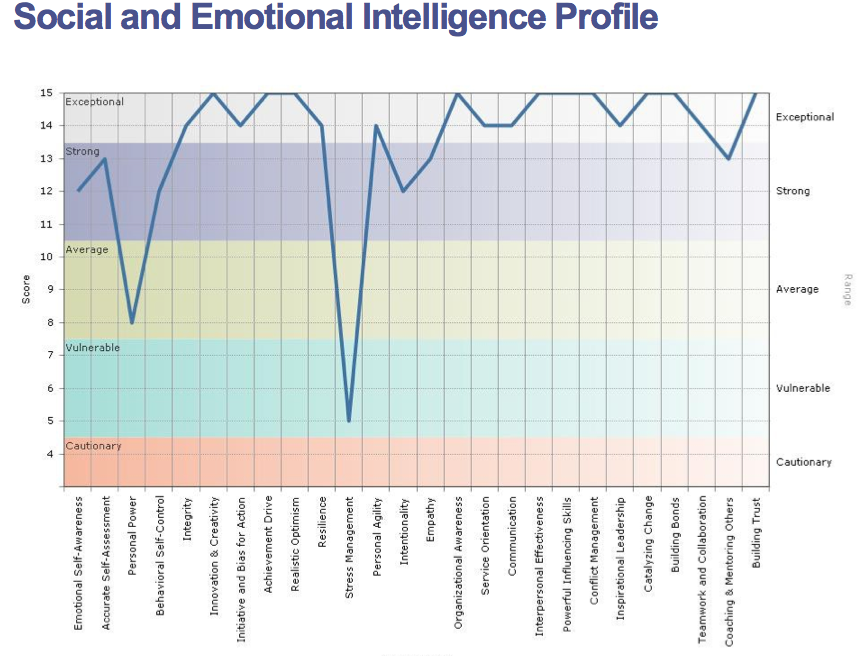 Social and Emotional Intelligence Profile
15
14
13
12
11
10
9
8
7
6
5
4
Score
Exceptional
Strong
Average
Vulnerable
Cautionary
Exceptional
Strong
Average
Vulnerable
Cautionary
Range
Emotional Self-Awareness
Accurate Self-Assessment
Personal Power
Behavioral Self-Control
Integrity
Innovation & Creativity
Initiative and Bias for Action
Achievement Drive
Realistic Optimism
Resilience
Stress Management
Personal Agility
Intentionality
Empathy
Organizational Awareness
Service Orientation
Communication
Interpersonal Effectiveness
Powerful Influencing Skills
Conflict Management
Inspirational Leadership
Catalyzing Change
Building Bonds
Teamwork and Collaboration
Coaching & Mentoring Others
Building Trust